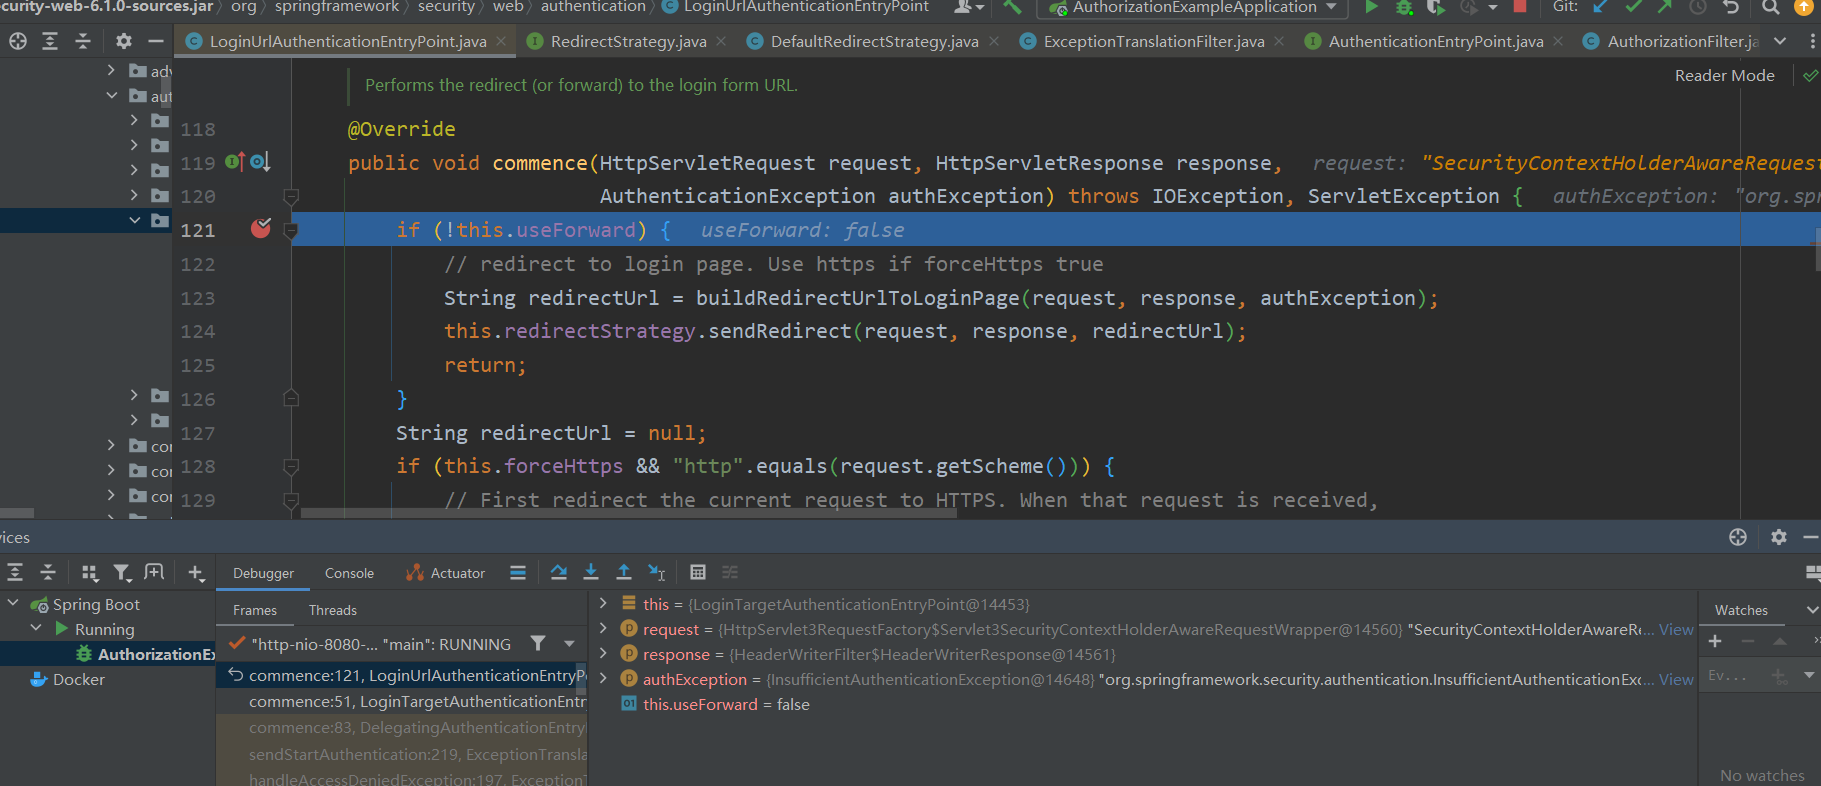 curity-web-6.1.0-sources.jar › org › springframework › security › web › authentication › LoginUrlAuthenticationEntryPoint
AuthorizationExampleApplication
Git:
LoginUrlAuthenticationEntryPoint.java
RedirectStrategy.java
DefaultRedirectStrategy.java
ExceptionTranslationFilter.java
AuthenticationEntryPoint.java
AuthorizationFilter.ja
adv
aut
Reader Mode
Performs the redirect (or forward) to the login form URL.
118 @Override
119 public void commence(HttpServletRequest request, HttpServletResponse response, request: "SecurityContextHolderAwareRequest
120 AuthenticationException authException) throws IOException, ServletException { authException: "org.spr
121 if (!this.useForward) { useForward: false
122 // redirect to login page. Use https if forceHttps true
123 String redirectUrl = buildRedirectUrlToLoginPage(request, response, authException);
124 this.redirectStrategy.sendRedirect(request, response, redirectUrl);
125 return;
126 }
127 String redirectUrl = null;
128 if (this.forceHttps && "http".equals(request.getScheme())) {
129 // First redirect the current request to HTTPS. When that request is received,
cor
cor
cor
vices
Debugger
Console
Actuator
Spring Boot
Running
AuthorizationEx
Docker
Frames
Threads
"http-nio-8080-... "main": RUNNING
commence:121, LoginUrlAuthenticationEntryP
commence:51, LoginTargetAuthenticationEntr
commence:83, DelegatingAuthenticationEntry
sendStartAuthentication:219, ExceptionTransla
handleAccessDeniedException:197, ExceptionT
this = {LoginTargetAuthenticationEntryPoint@14453}
request = {HttpServlet3RequestFactory$Servlet3SecurityContextHolderAwareRequestWrapper@14560} "SecurityContextHolderAwareRe... View
response = {HeaderWriterFilter$HeaderWriterResponse@14561}
authException = {InsufficientAuthenticationException@14648} "org.springframework.security.authentication.InsufficientAuthenticationExc... View
this.useForward = false
Watches
Ev...
No watches